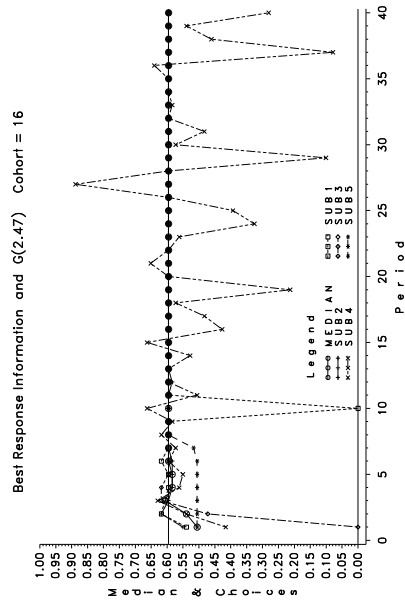 Best Response Information and G(2.47) Cohort = 16
Median & Choices
1.00
0.95
0.90
0.85
0.80
0.75
0.70
0.65
0.60
0.55
0.50
0.45
0.40
0.35
0.30
0.25
0.20
0.15
0.10
0.05
0.00
0 5 10 15 20 25 30 35 40
Period
Legend
MEDIAN SUB1
SUB2 SUB3
SUB4 SUB5